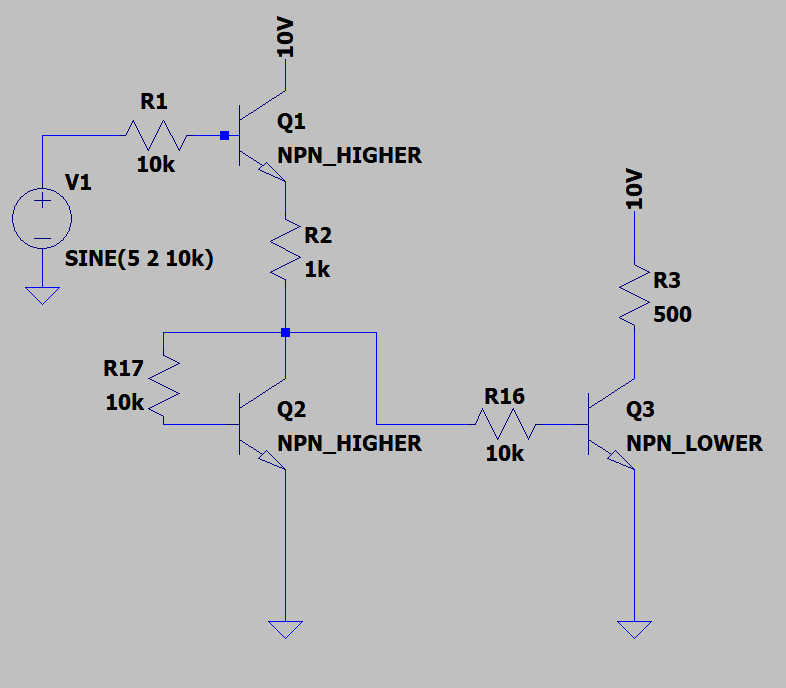 10V
R1
10k
Q1
NPN_HIGHER
V1
SINE(5 2 10k)
R2
1k
10V
R3
500
R17
10k
Q2
NPN_HIGHER
R16
10k
Q3
NPN_LOWER